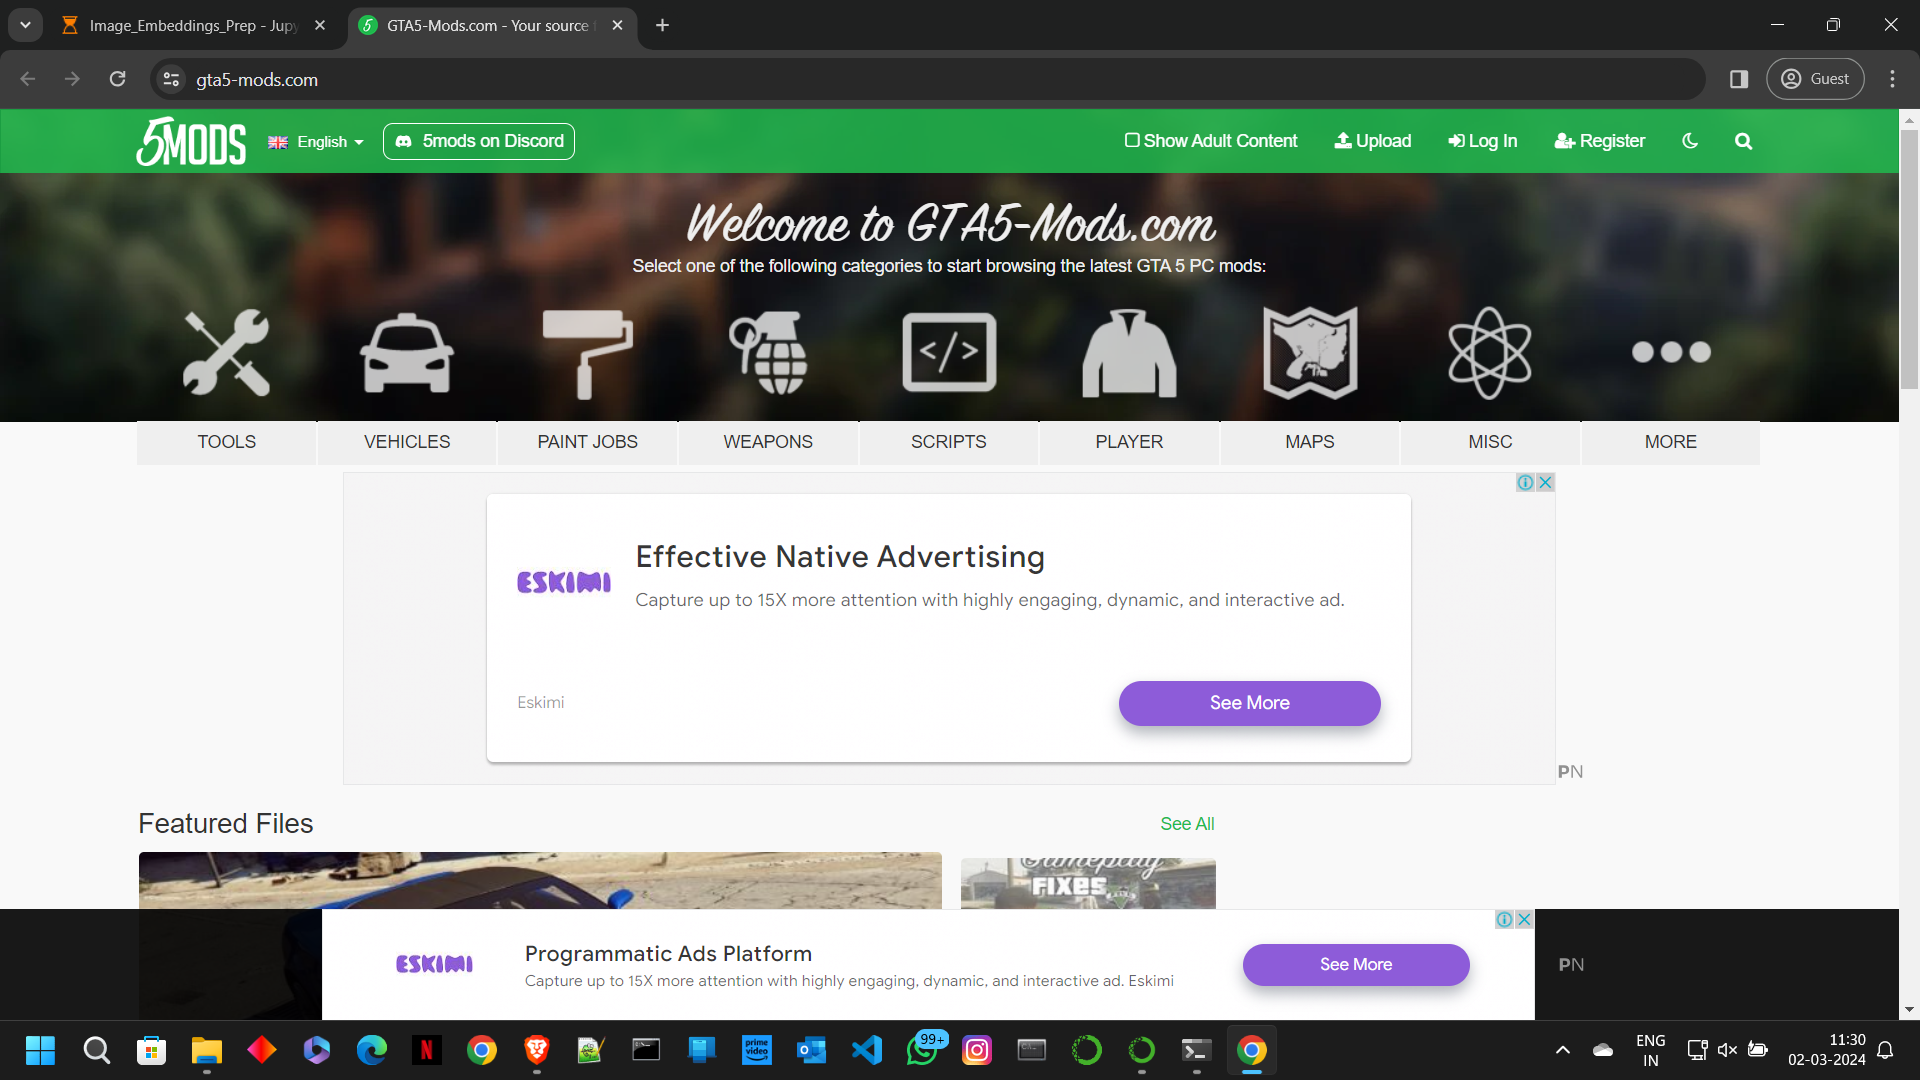 Image_Embeddings_Prep - Jupy
GTA5-Mods.com - Your source
gta5-mods.com
Guest
5MODS
English
5mods on Discord
Show Adult Content
Upload
Log In
Register
Welcome to GTA5-Mods.com
Select one of the following categories to start browsing the latest GTA 5 PC mods:
</>
TOOLS
VEHICLES
PAINT JOBS
WEAPONS
SCRIPTS
PLAYER
MAPS
MISC
MORE
Effective Native Advertising
ESKIMI
Capture up to 15X more attention with highly engaging, dynamic, and interactive ad.
Eskimi
See More
PN
Featured Files
See All
Gameplay
FIXES
Programmatic Ads Platform
ESKIMI
Capture up to 15X more attention with highly engaging, dynamic, and interactive ad. Eskimi
See More
PN
N
prime video
99+
ENG
IN
11:30
02-03-2024